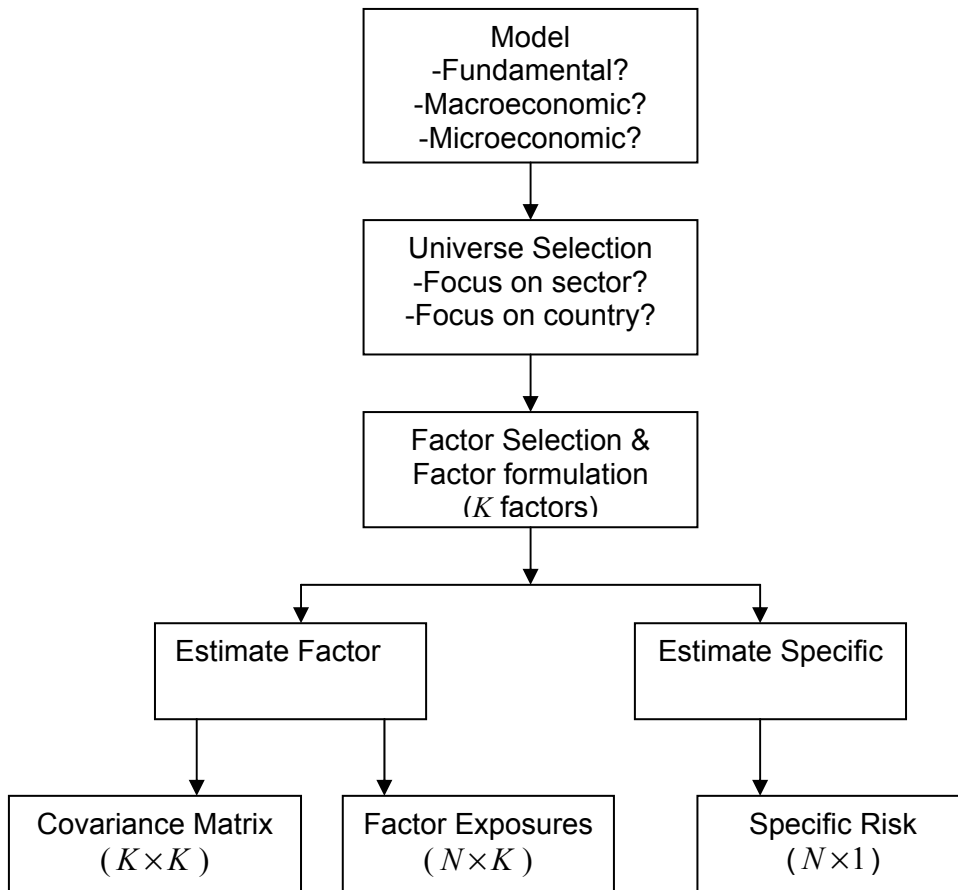 Model
-Fundamental?
-Macroeconomic?
-Microeconomic?
Universe Selection
-Focus on sector?
-Focus on country?
Factor Selection &
Factor formulation
(K factors)
Estimate Factor
Estimate Specific
Covariance Matrix
(K×K)
Factor Exposures
(N×K)
Specific Risk
(N×1)